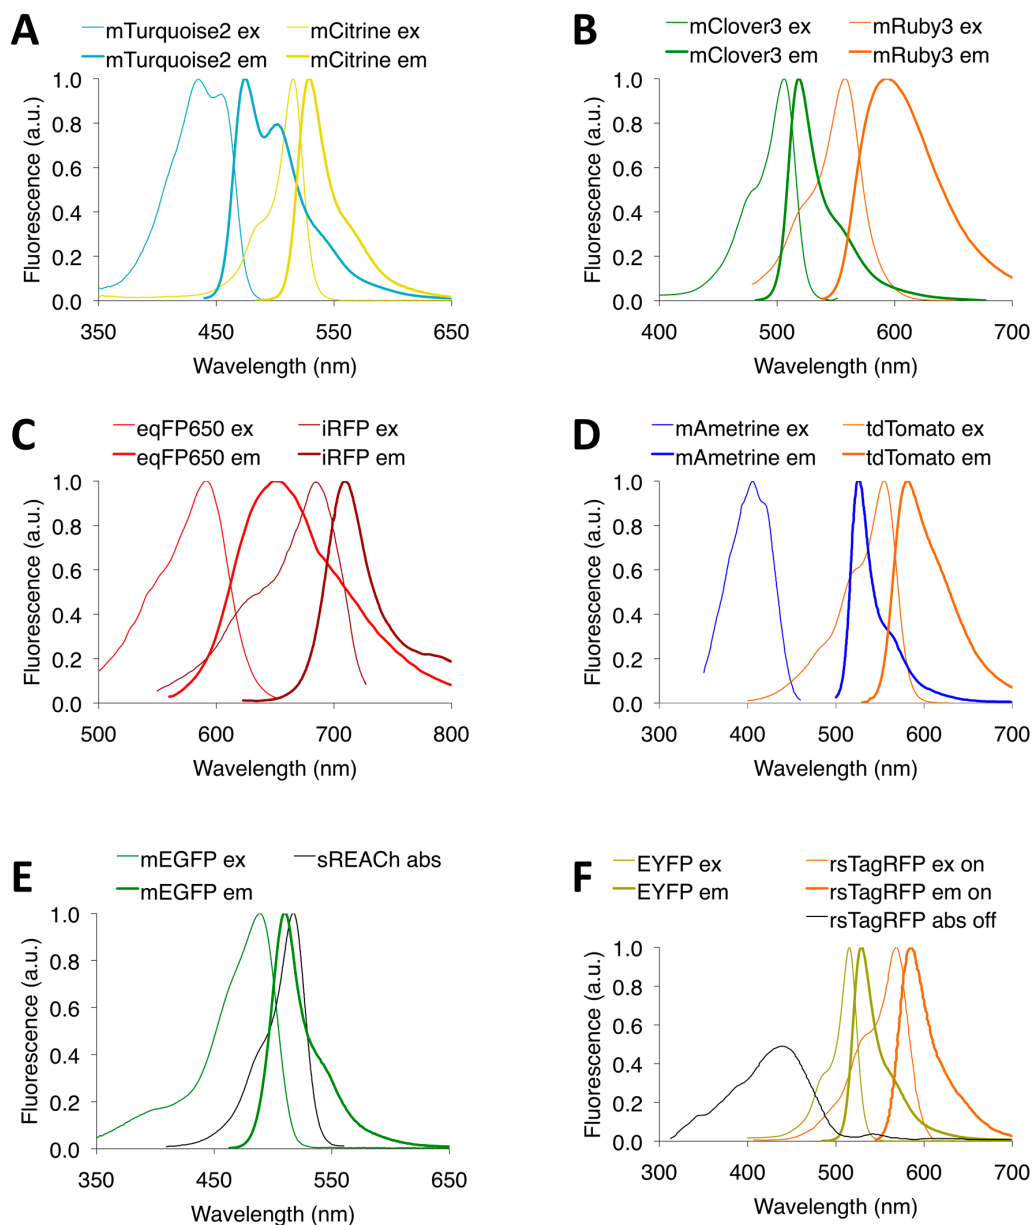 A
mTurquoise2 ex mCitrine ex
mTurquoise2 em mCitrine em
Fluorescence (a.u.)
1.0
0.8
0.6
0.4
0.2
0.0
350 450 550 650
Wavelength (nm)
B
mClover3 ex mRuby3 ex
mClover3 em mRuby3 em
Fluorescence (a.u.)
1.0
0.8
0.6
0.4
0.2
0.0
400 500 600 700
Wavelength (nm)
C
eqFP650 ex iRFP ex
eqFP650 em iRFP em
Fluorescence (a.u.)
1.0
0.8
0.6
0.4
0.2
0.0
500 600 700 800
Wavelength (nm)
D
mAmetrine ex tdTomato ex
mAmetrine em tdTomato em
Fluorescence (a.u.)
1.0
0.8
0.6
0.4
0.2
0.0
300 400 500 600 700
Wavelength (nm)
E
mEGFP ex sREACh abs
mEGFP em
Fluorescence (a.u.)
1.0
0.8
0.6
0.4
0.2
0.0
350 450 550 650
Wavelength (nm)
F
EYFP ex rsTagRFP ex on
EYFP em rsTagRFP em on
rsTagRFP abs off
Fluorescence (a.u.)
1.0
0.8
0.6
0.4
0.2
0.0
300 400 500 600 700
Wavelength (nm)